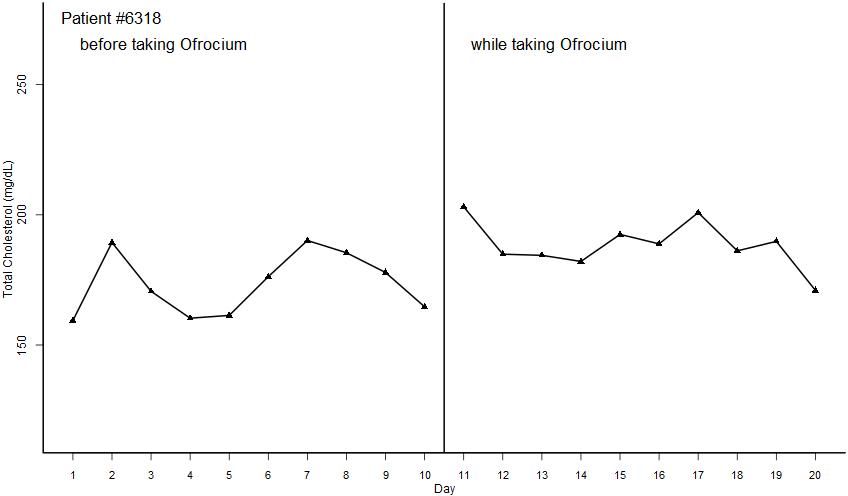 Patient #6318
before taking Ofrocium
while taking Ofrocium
Total Cholesterol (mg/dL)
250
200
150
1 2 3 4 5 6 7 8 9 10 11 12 13 14 15 16 17 18 19 20
Day